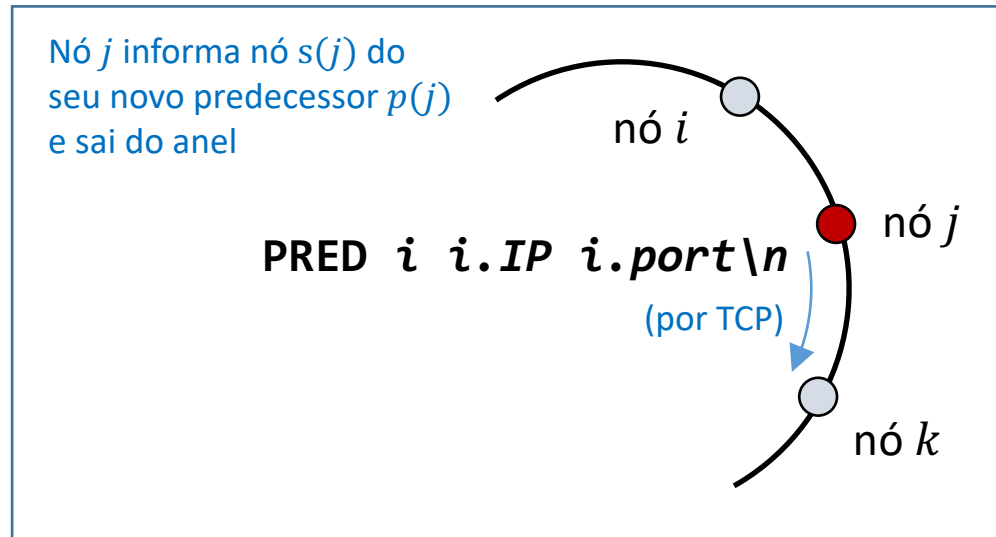 Nó j informa nó s(j) do
seu novo predecessor p(j)
e sai do anel
nó i
nó j
PRED i i.IP i.port\n
(por TCP)
nó k